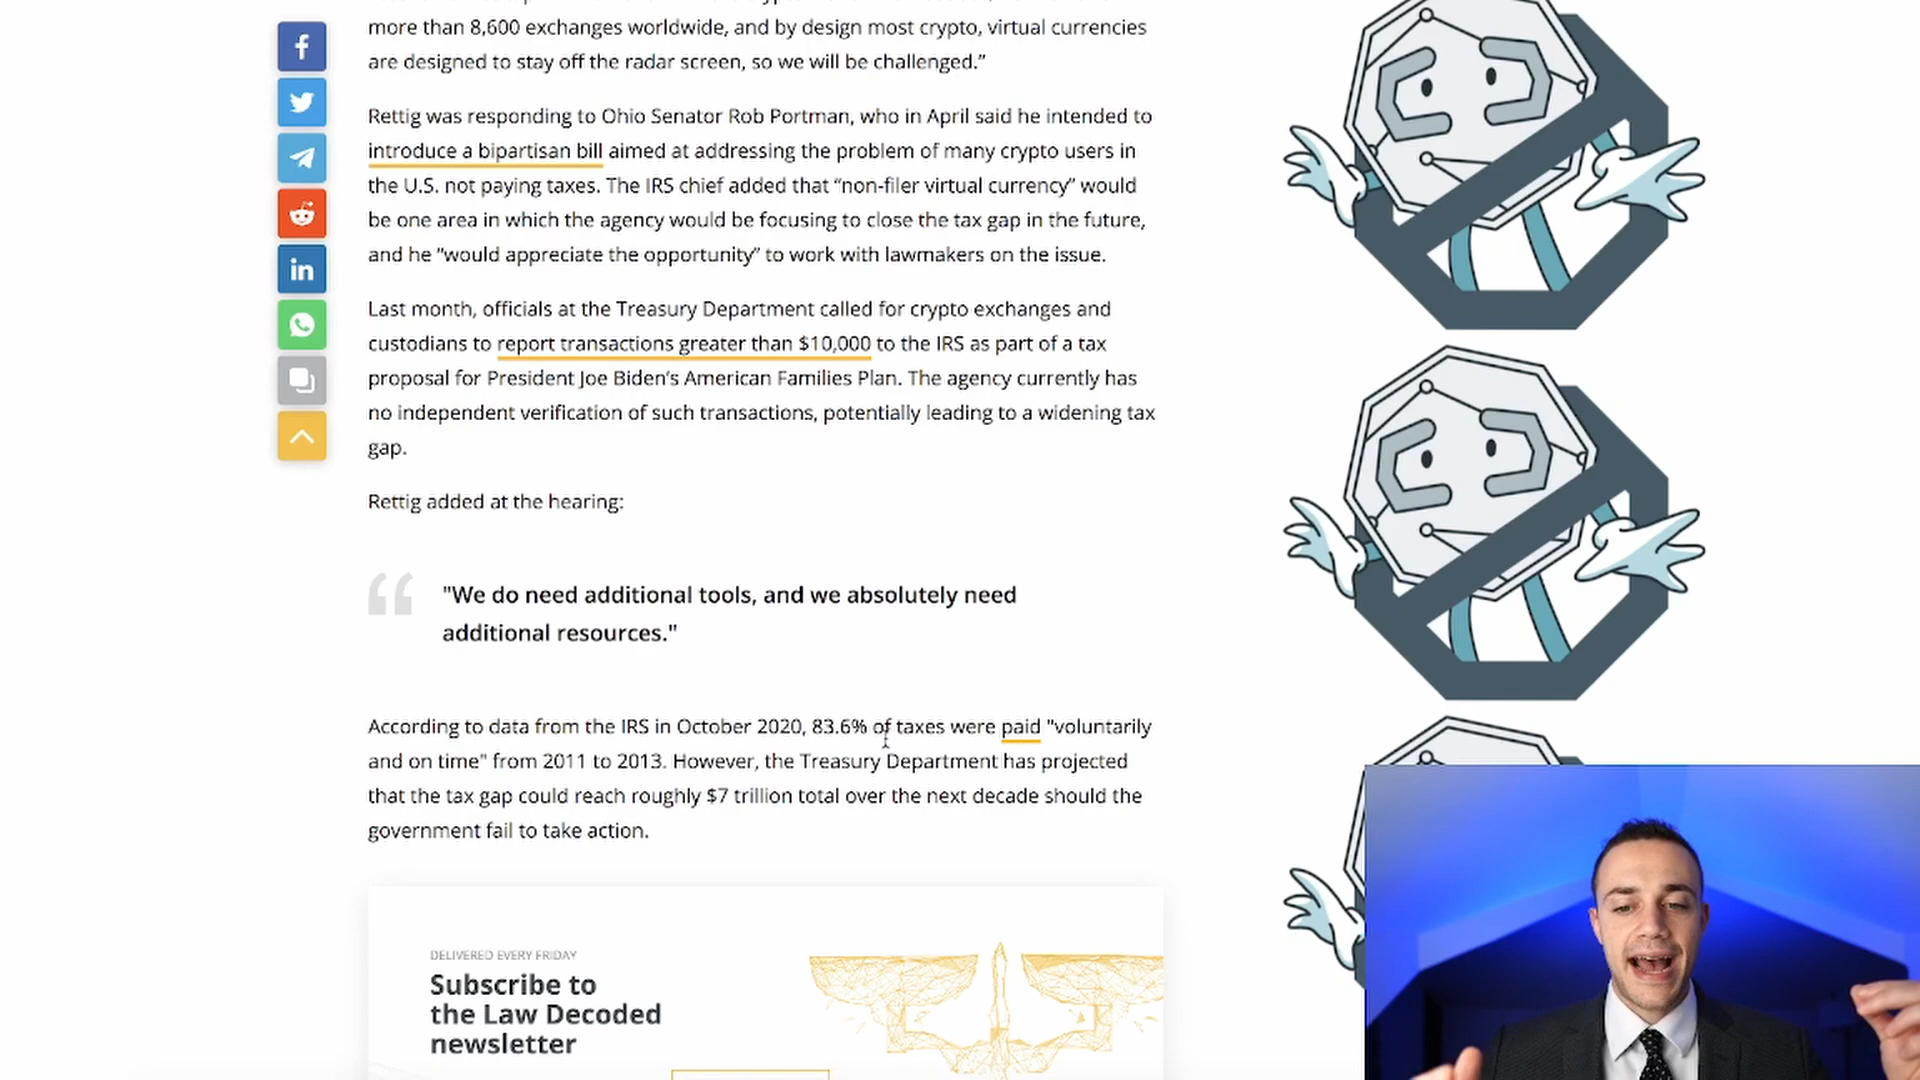 more than 8,600 exchanges worldwide, and by design most crypto, virtual currencies
are designed to stay off the radar screen, so we will be challenged.”
Rettig was responding to Ohio Senator Rob Portman, who in April said he intended to
introduce a bipartisan bill aimed at addressing the problem of many crypto users in
the U.S. not paying taxes. The IRS chief added that “non-filer virtual currency” would
be one area in which the agency would be focusing to close the tax gap in the future,
and he “would appreciate the opportunity” to work with lawmakers on the issue.
Last month, officials at the Treasury Department called for crypto exchanges and
custodians to report transactions greater than $10,000 to the IRS as part of a tax
proposal for President Joe Biden’s American Families Plan. The agency currently has
no independent verification of such transactions, potentially leading to a widening tax
gap.
Rettig added at the hearing:
"We do need additional tools, and we absolutely need
additional resources."
According to data from the IRS in October 2020, 83.6% of taxes were paid "voluntarily
and on time" from 2011 to 2013. However, the Treasury Department has projected
that the tax gap could reach roughly $7 trillion total over the next decade should the
government fail to take action.
DELIVERED EVERY FRIDAY
Subscribe to
the Law Decoded
newsletter